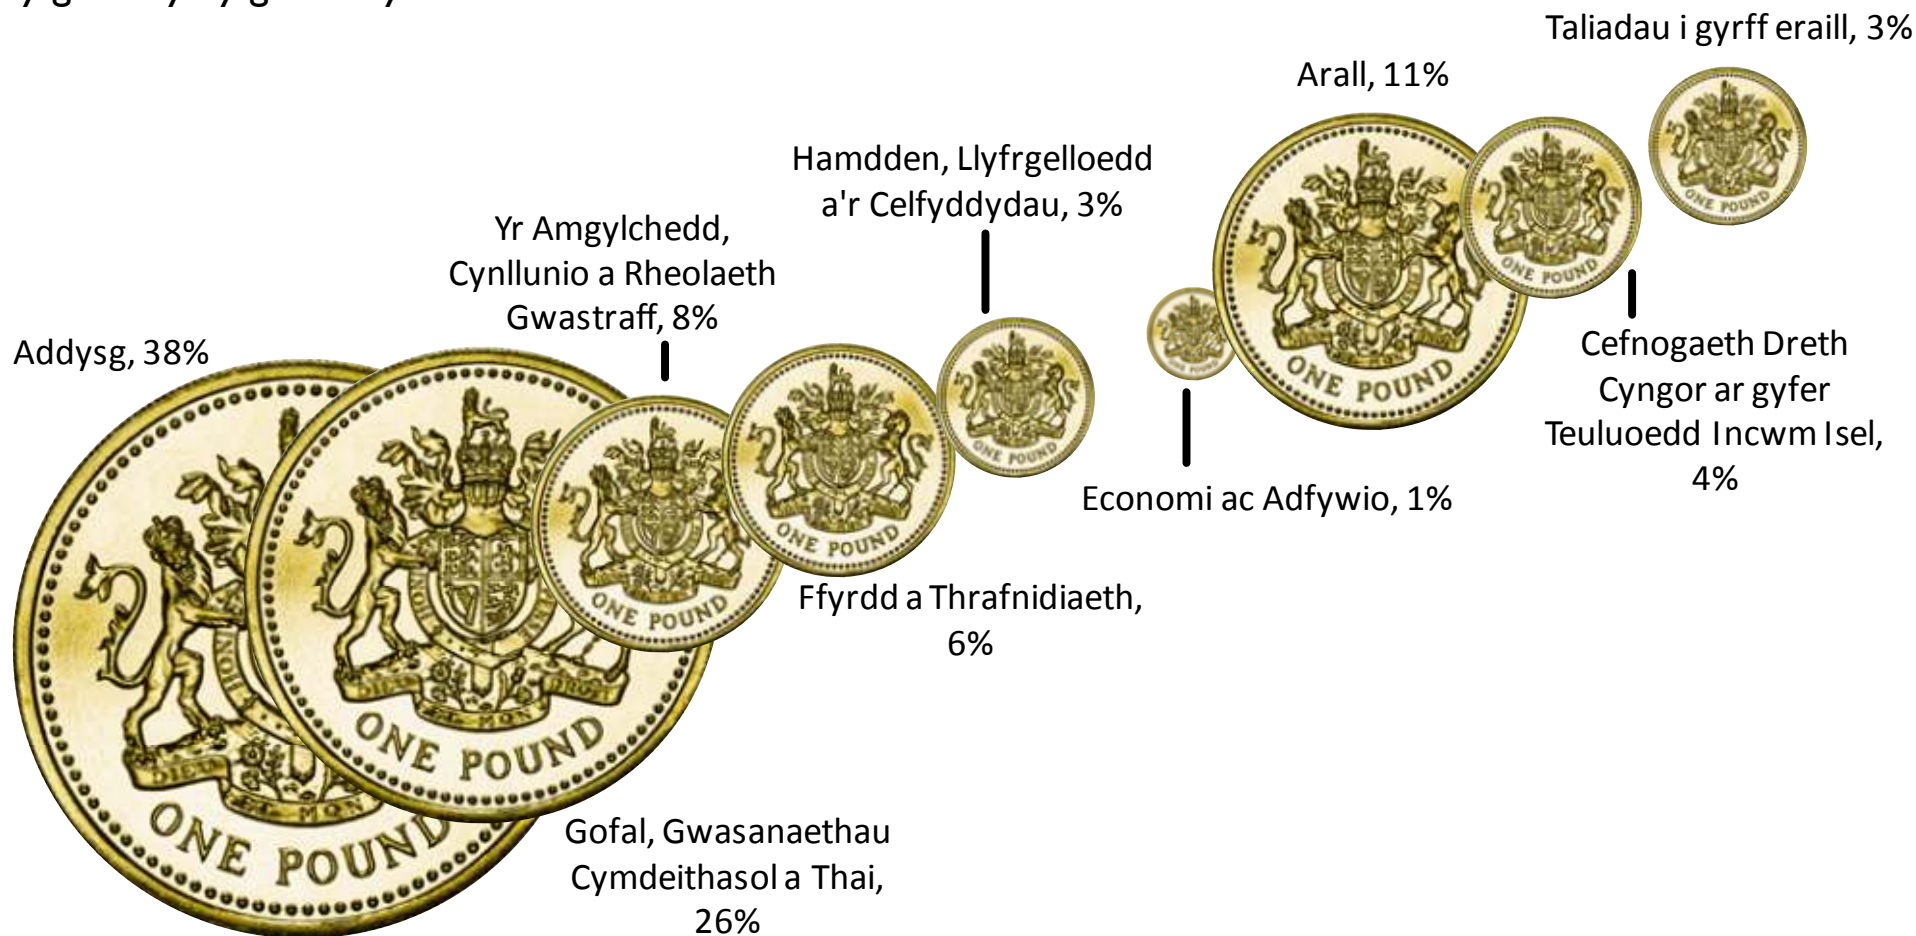 Taliadau i gyrff eraill, 3%
Arall, 11%
Hamdden, Llyfrgelloedd
a'r Celfyddydau, 3%
Yr Amgylchedd,
Cynllunio a Rheolaeth
Gwastraff, 8%
Addysg, 38%
Cefnogaeth Dreth
Cyngor ar gyfer
Teuluoedd Incwm Isel,
4%
Economi ac Adfywio, 1%
Ffyrdd a Thrafnidiaeth,
6%
Gofal, Gwasanaethau
Cymdeithasol a Thai,
26%
ONE POUND
ONE POUND
ONE POUND
ONE POUND
ONE POUND
ONE POUND
ONE POUND
ONE POUND